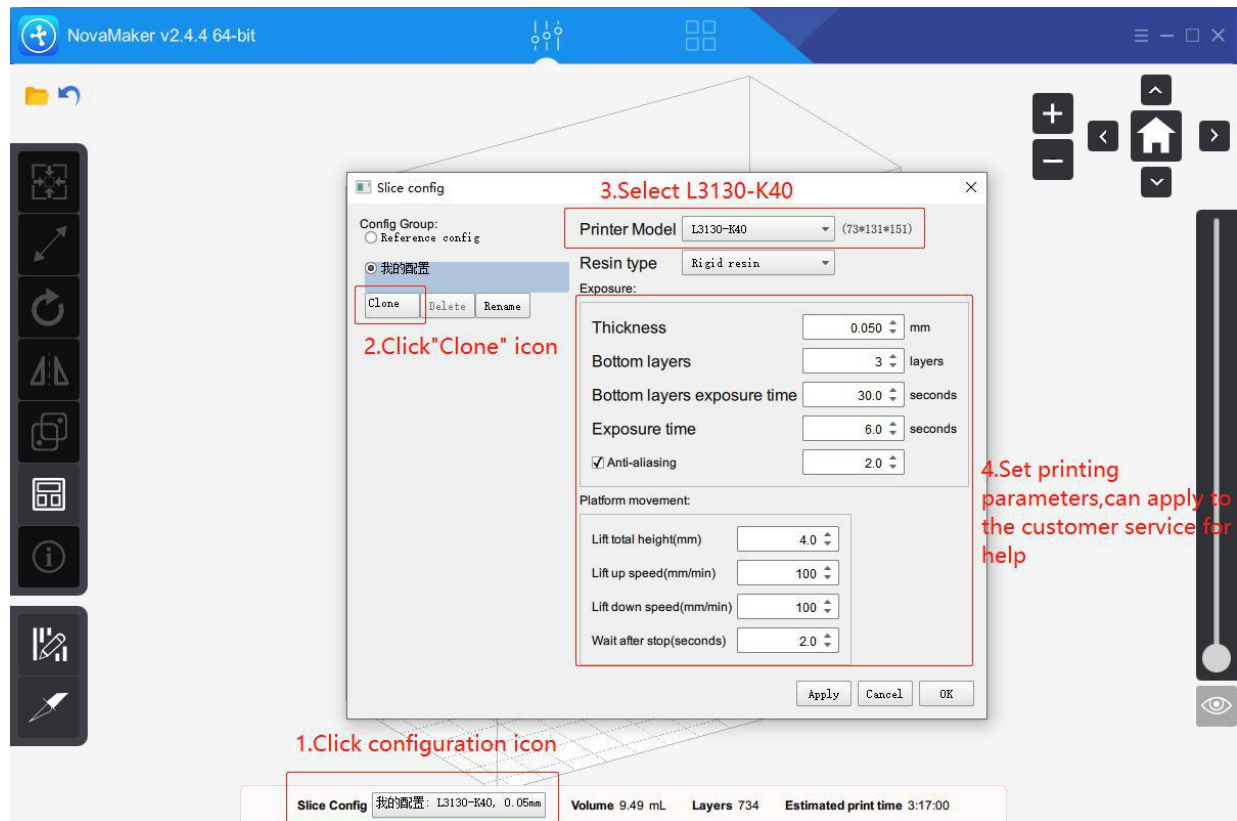 NovaMaker v2.4.4 64-bit
Slice config
3.Select L3130-K40
Config Group:
Reference config
我的配置
Clone
Delete
Rename
2.Click"Clone" icon
Printer Model L3130-K40 (73*131*151)
Resin type Rigid resin
Exposure:
Thickness 0.050 mm
Bottom layers 3 layers
Bottom layers exposure time 30.0 seconds
Exposure time 6.0 seconds
Anti-aliasing 2.0
Platform movement:
Lift total height(mm) 4.0
Lift up speed(mm/min) 100
Lift down speed(mm/min) 100
Wait after stop(seconds) 2.0
4.Set printing
parameters,can apply to
the customer service for
help
Apply
Cancel
OK
1.Click configuration icon
Slice Config 我的配置: L3130-K40, 0.05mm Volume 9.49 mL Layers 734 Estimated print time 3:17:00